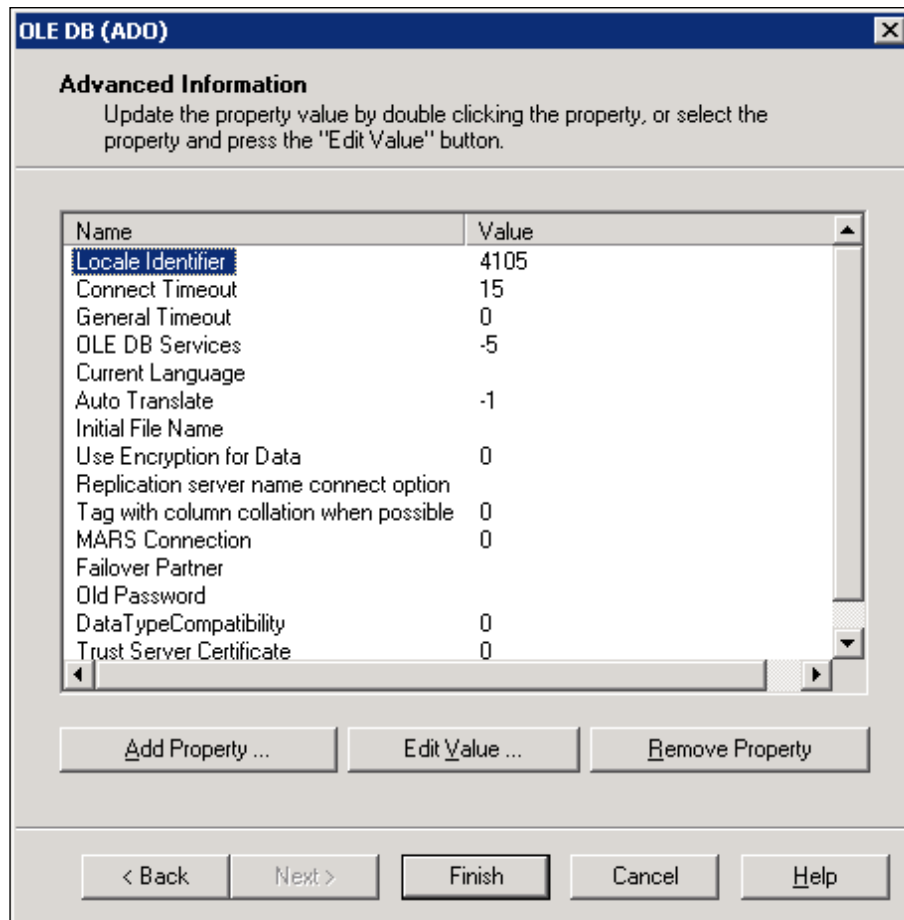 OLE DB (ADO)
Advanced Information
Update the property value by double clicking the property, or select the
property and press the "Edit Value" button.
Name Value
Locale Identifier 4105
Connect Timeout 15
General Timeout 0
OLE DB Services -5
Current Language
Auto Translate -1
Initial File Name
Use Encryption for Data 0
Replication server name connect option
Tag with column collation when possible 0
MARS Connection 0
Failover Partner
Old Password
DataTypeCompatibility 0
Trust Server Certificate 0
Add Property ... Edit Value ... Remove Property
< Back Next > Finish Cancel Help